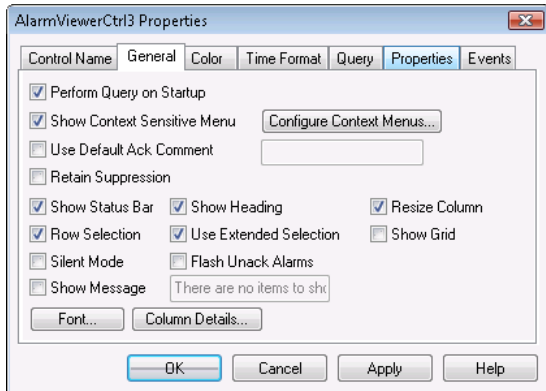 AlarmViewerCtrl3 Properties
Control Name General Color Time Format Query Properties Events
Perform Query on Startup
Show Context Sensitive Menu Configure Context Menus...
Use Default Ack Comment
Retain Suppression
Show Status Bar Show Heading Resize Column
Row Selection Use Extended Selection Show Grid
Silent Mode Flash Unack Alarms
Show Message There are no items to sho
Font... Column Details...
OK Cancel Apply Help